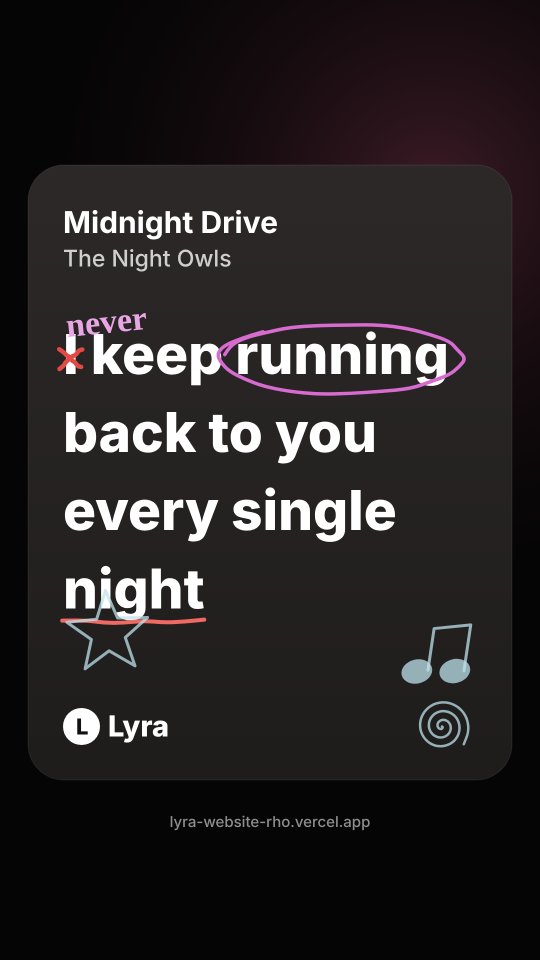 Midnight Drive
The Night Owls
never
I keep running
back to you
every single
night
L Lyra
lyra-website-rho.vercel.app